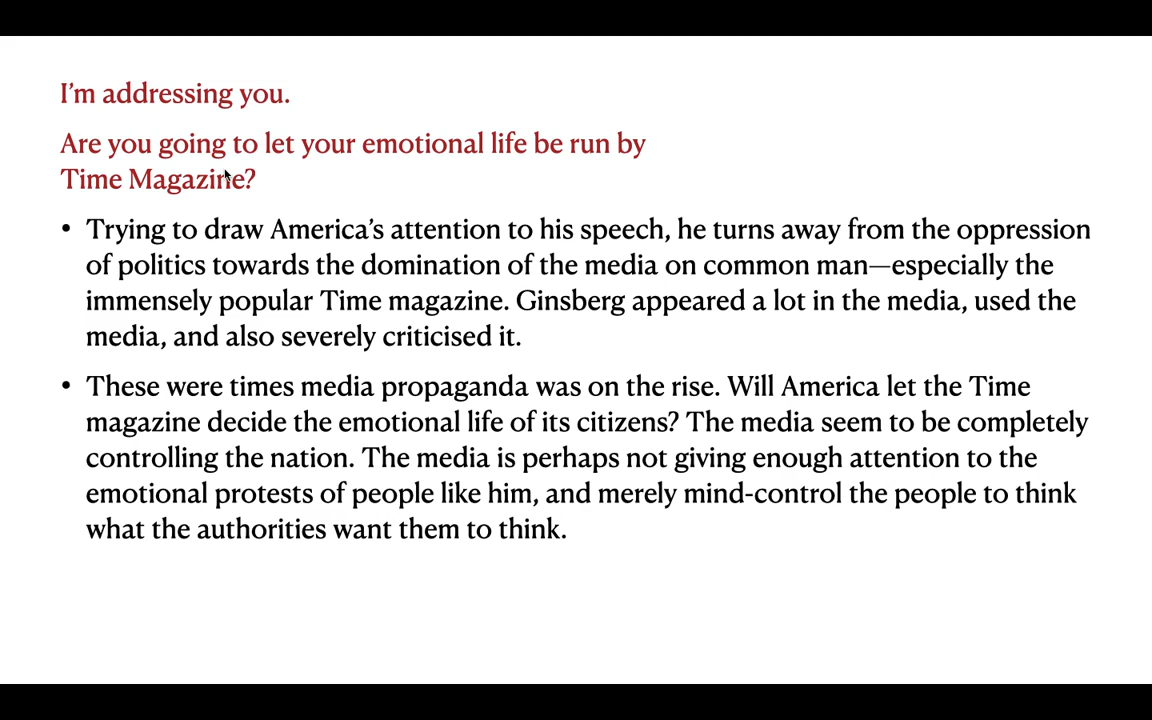 I'm addressing you.
Are you going to let your emotional life be run by
Time Magazine?
• Trying to draw America's attention to his speech, he turns away from the oppression
of politics towards the domination of the media on common man—especially the
immensely popular Time magazine. Ginsberg appeared a lot in the media, used the
media, and also severely criticised it.
• These were times media propaganda was on the rise. Will America let the Time
magazine decide the emotional life of its citizens? The media seem to be completely
controlling the nation. The media is perhaps not giving enough attention to the
emotional protests of people like him, and merely mind-control the people to think
what the authorities want them to think.